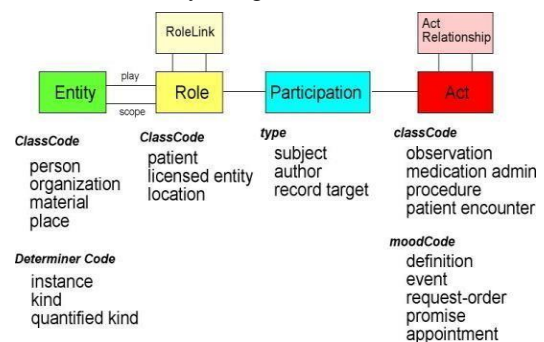 RoleLink
Act
Relationship
Entity
play
scope
Role
Participation
Act
ClassCode
person
organization
material
place
Determiner Code
instance
kind
quantified kind
ClassCode
patient
licensed entity
location
type
subject
author
record target
classCode
observation
medication admin
procedure
patient encounter
moodCode
definition
event
request-order
promise
appointment